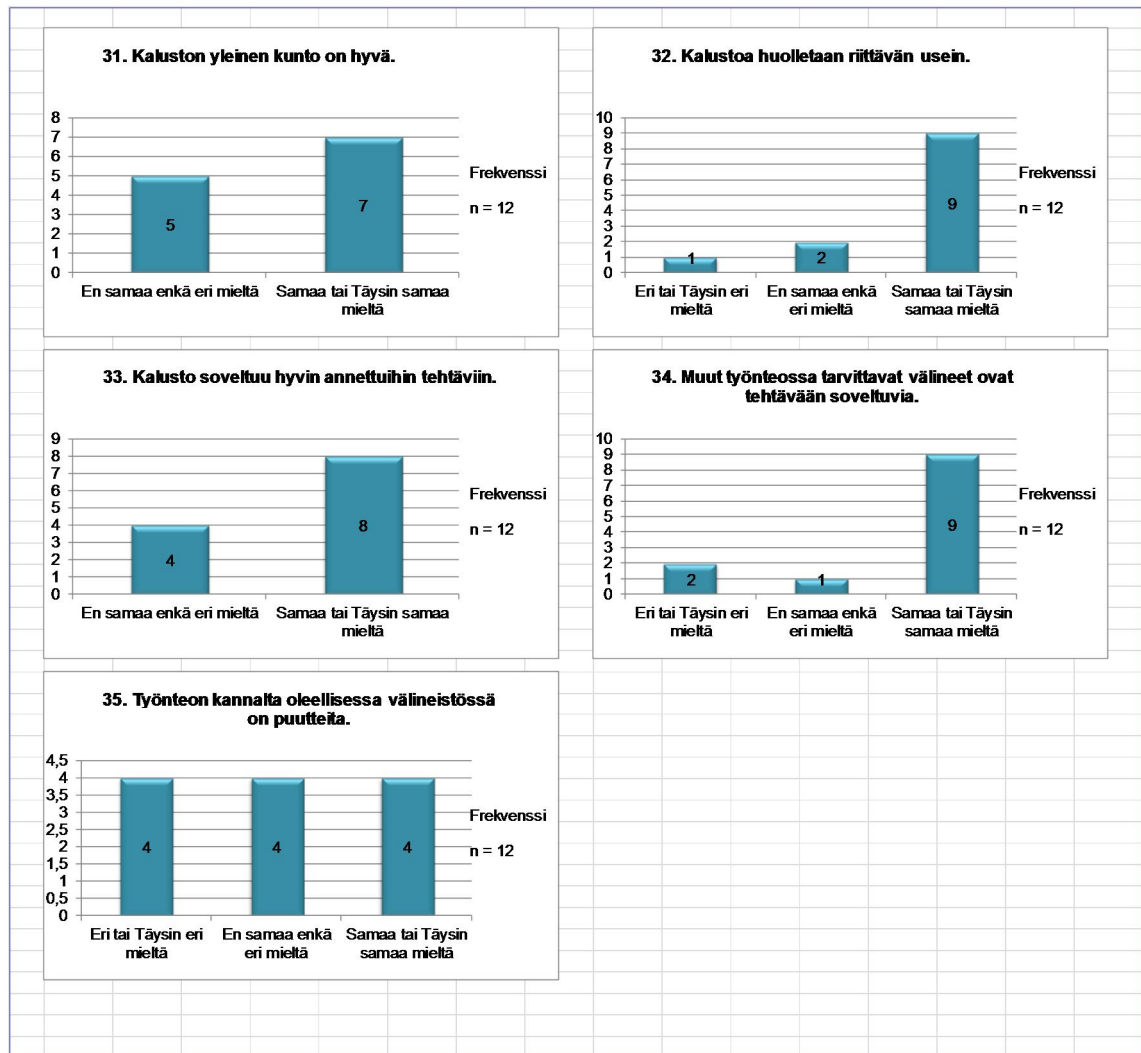 31. Kaluston yleinen kunto on hyvä.
8
7
6
5
4
3
2
1
0
5
7
En samaa enkä eri mieltä
Samaa tai Täysin samaa
mieltä
Frekvenssi
n = 12
32. Kalustoa huolletaan riittävän usein.
10
9
8
7
6
5
4
3
2
1
0
1
2
9
Eri tai Täysin eri
mieltä
En samaa enkä
eri mieltä
Samaa tai Täysin
samaa mieltä
Frekvenssi
n = 12
33. Kalusto soveltuu hyvin annettuihin tehtäviin.
9
8
7
6
5
4
3
2
1
0
4
8
En samaa enkä eri mieltä
Samaa tai Täysin samaa
mieltä
Frekvenssi
n = 12
34. Muut työnteossa tarvittavat välineet ovat
tehtävään soveltuvia.
10
9
8
7
6
5
4
3
2
1
0
2
1
9
Eri tai Täysin eri
mieltä
En samaa enkä
eri mieltä
Samaa tai Täysin
samaa mieltä
Frekvenssi
n = 12
35. Työnteon kannalta oleellisessa välineistössä
on puutteita.
4,5
4
3,5
3
2,5
2
1,5
1
0,5
0
4
4
4
Eri tai Täysin eri
mieltä
En samaa enkä
eri mieltä
Samaa tai Täysin
samaa mieltä
Frekvenssi
n = 12